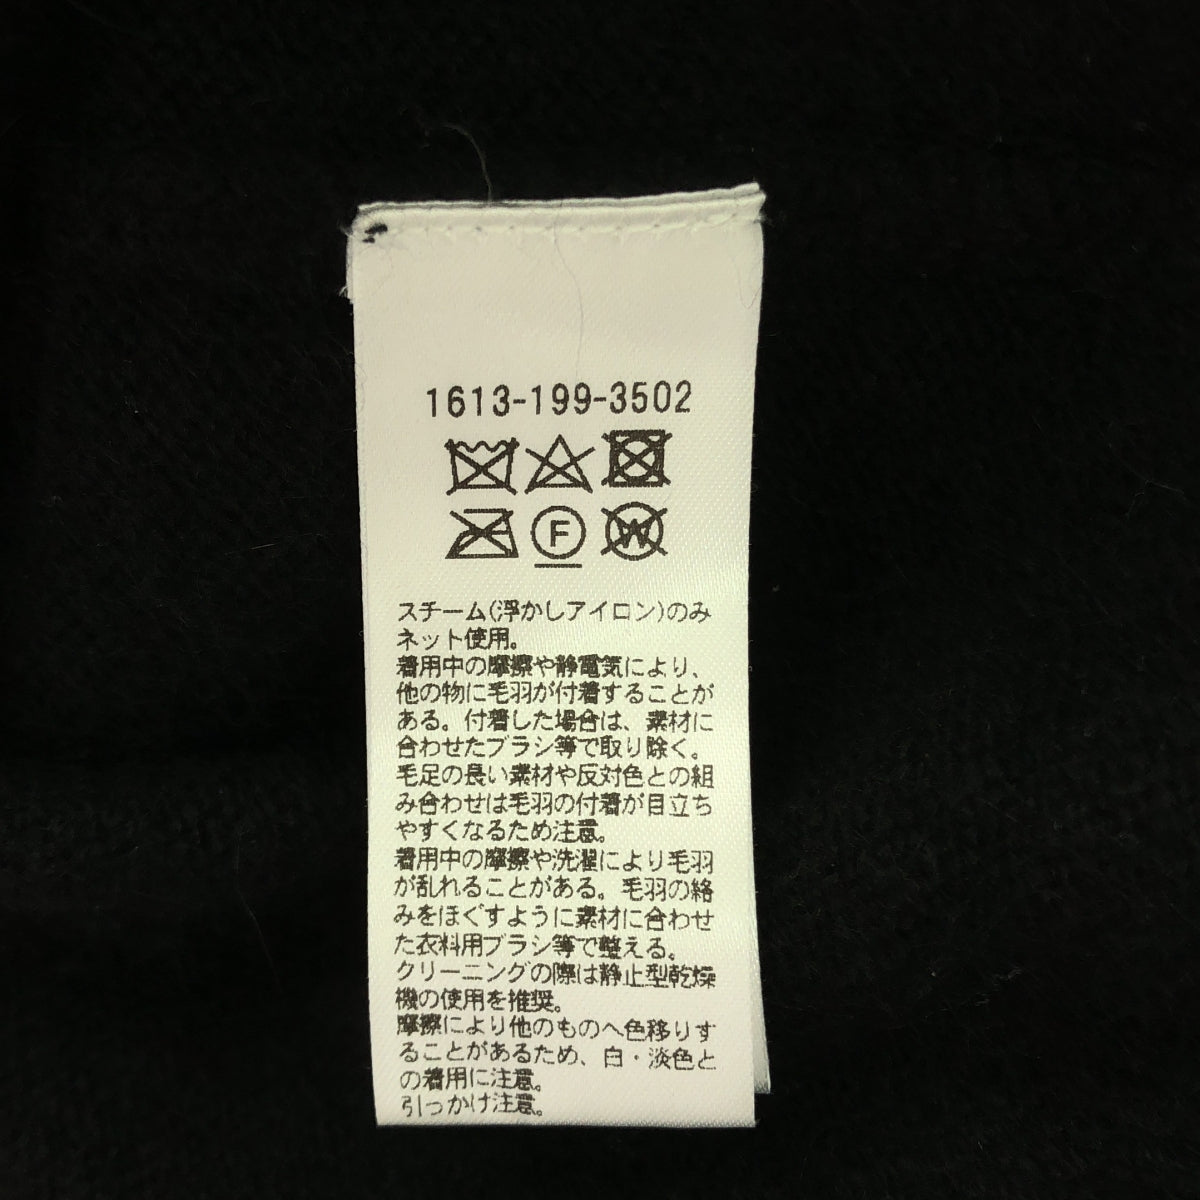 1613-199-3502
F
W
スチーム(浮かしアイロン)のみ
ネット使用。
着用中の摩擦や静電気により、
他の物に毛羽が付着することが
ある。付着した場合は、素材に
合わせたブラシ等で取り除く。
毛足の長い素材や反対色との組
み合わせは毛羽の付着が目立ち
やすくなるため注意。
着用中の摩擦や洗濯により毛羽
が乱れることがある。毛羽の絡
みをほぐすように素材に合わせ
た衣料用ブラシ等で整える。
クリーニングの際は静止型乾燥
機の使用を推奨。
摩擦により他のものへ色移りす
ることがあるため、白・淡色と
の着用に注意。
引っかけ注意。